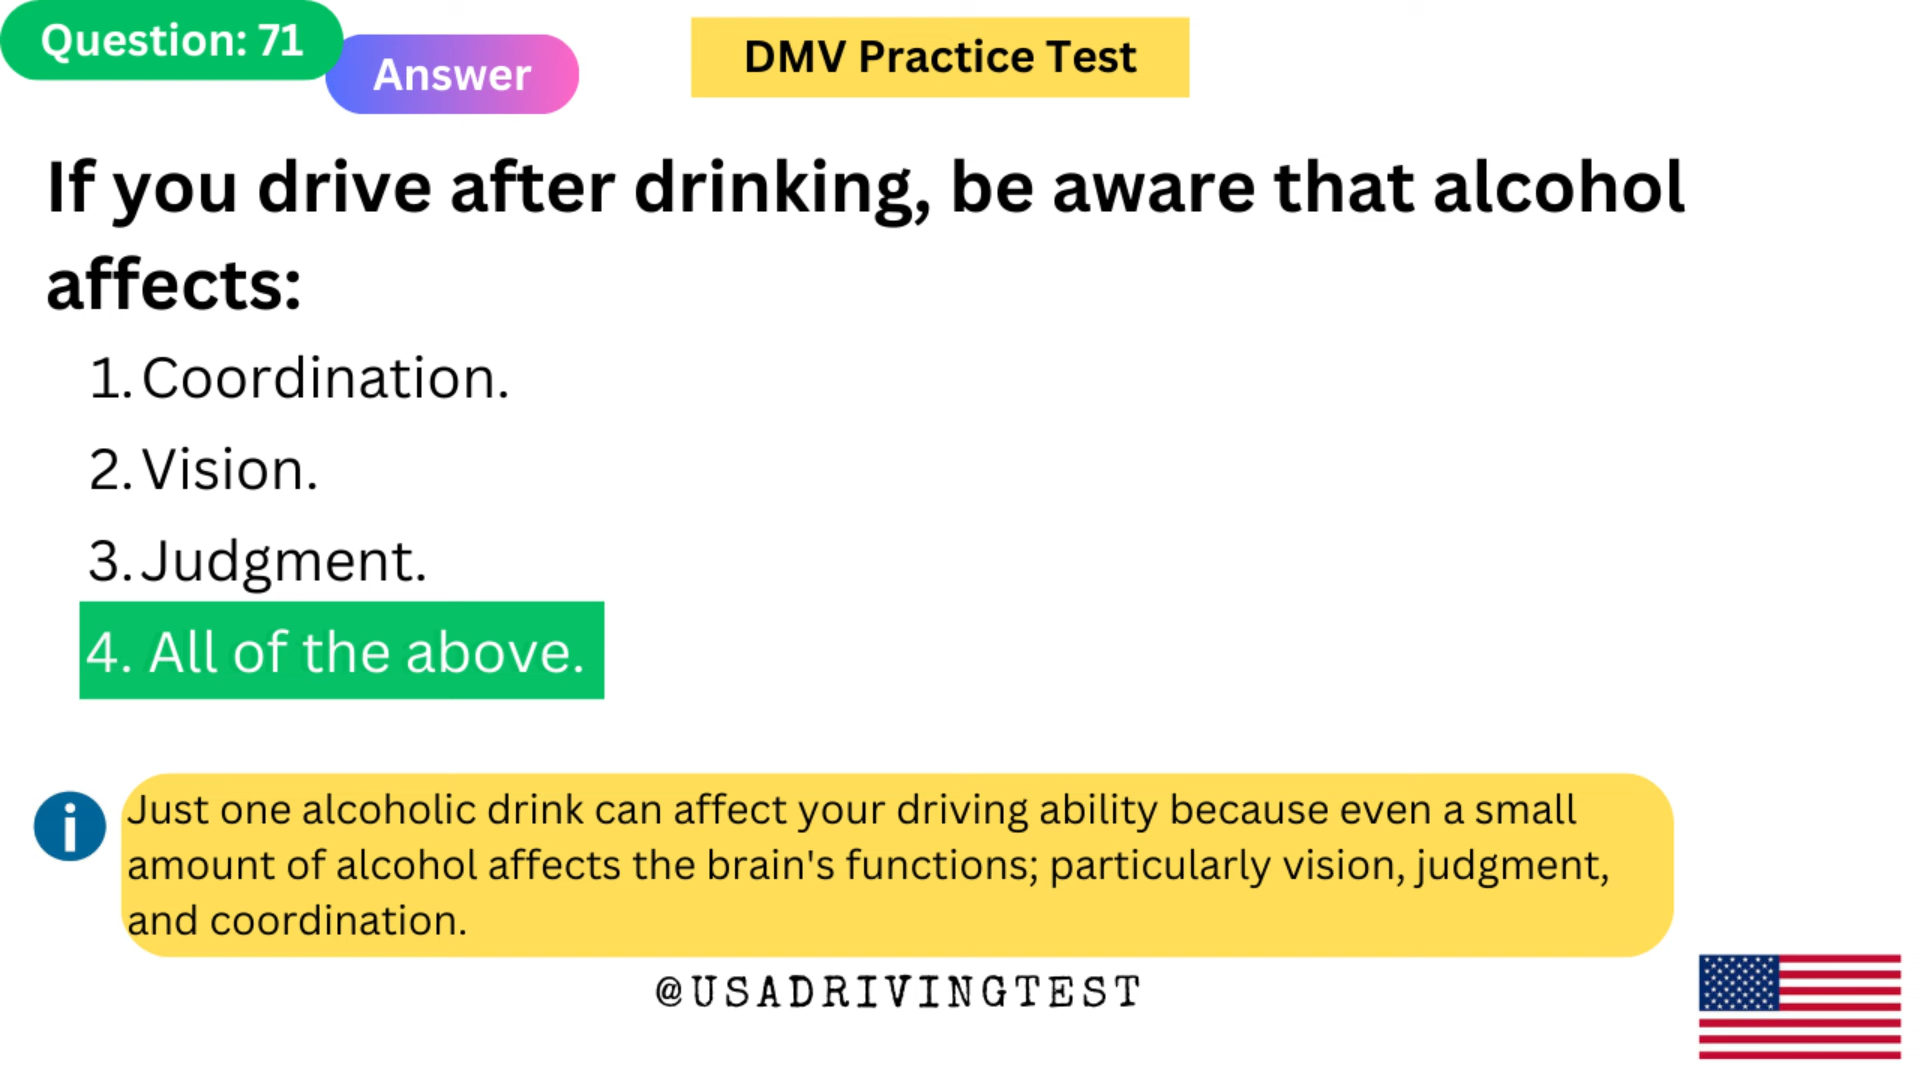 Question: 71
Answer
DMV Practice Test
If you drive after drinking, be aware that alcohol
affects:
1. Coordination.
2. Vision.
3. Judgment.
4. All of the above.
i
Just one alcoholic drink can affect your driving ability because even a small
amount of alcohol affects the brain's functions; particularly vision, judgment,
and coordination.
@USADRIVINGTEST